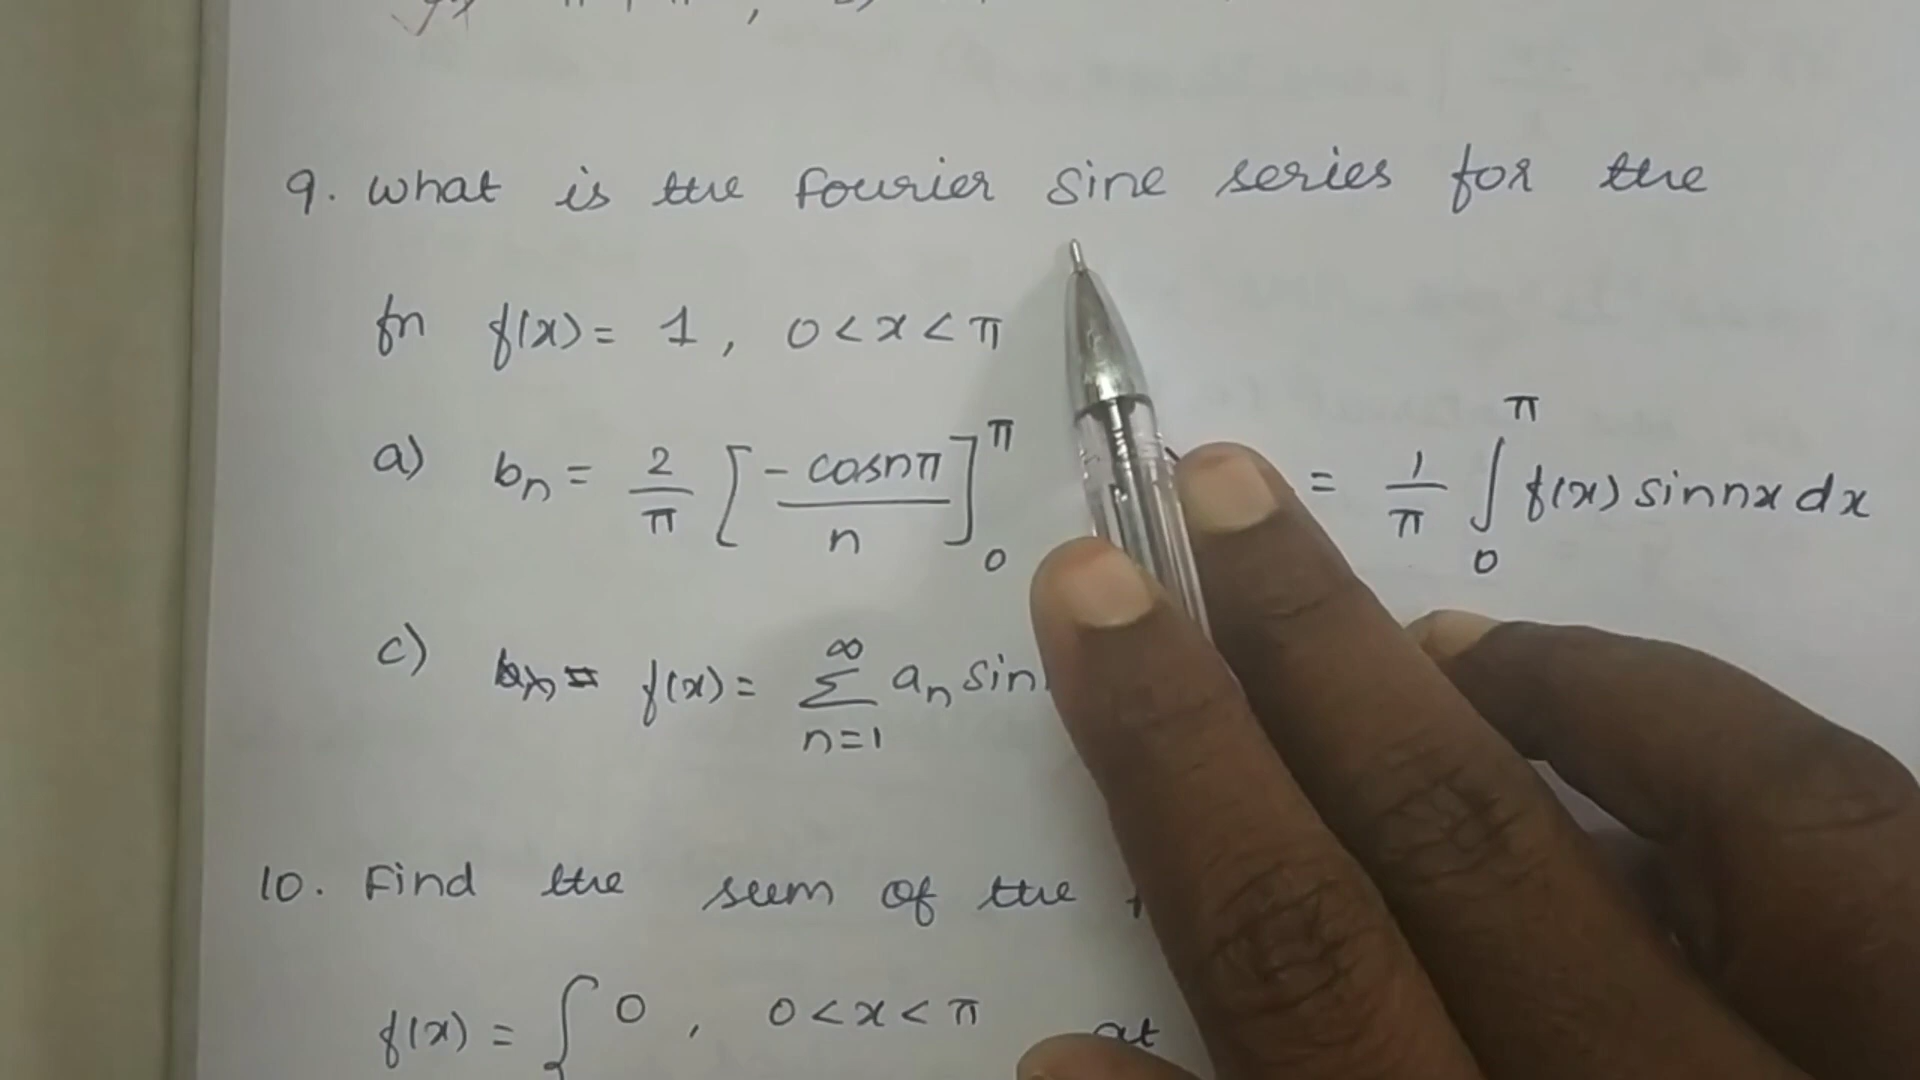 9. What is the fourier sine series for the
fn f(x) = 1, 0 < x < π
a) bn = 2/π [-cosnπ/n]₀^π = 1/π ∫₀^π f(x) sinnx dx
c) f(x) = ∑_{n=1}^∞ an sin
10. Find the sum of the
f(x) = { 0, 0 < x < π at